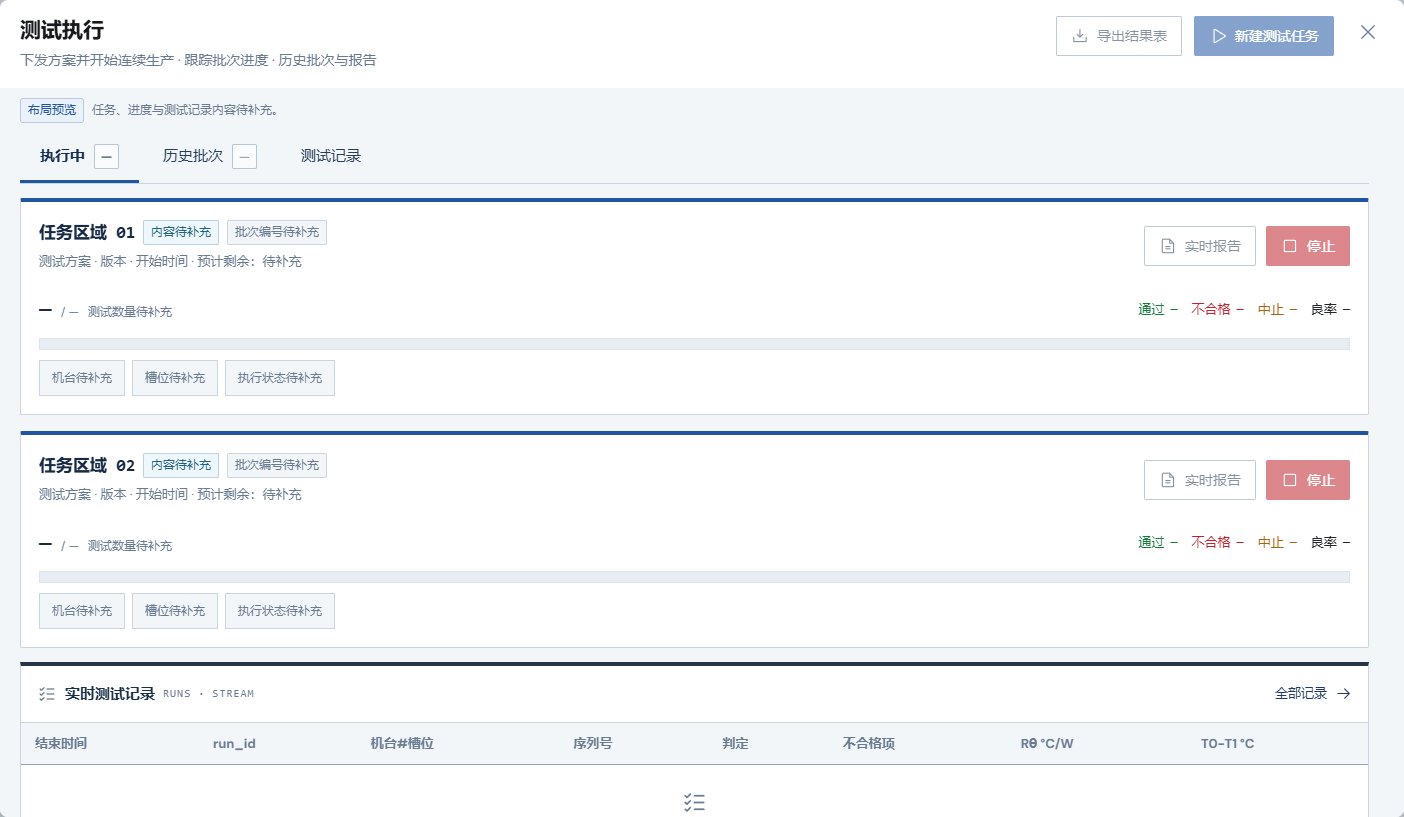 测试执行
下发方案并开始连续生产 · 跟踪批次进度 · 历史批次与报告
导出结果表
新建测试任务
布局预览 任务、进度与测试记录内容待补充。
执行中 — 历史批次 — 测试记录
任务区域 01 内容待补充 批次编号待补充
测试方案 · 版本 · 开始时间 · 预计剩余：待补充
实时报告 停止
— / — 测试数量待补充
通过 — 不合格 — 中止 — 良率 —
机台待补充 槽位待补充 执行状态待补充
任务区域 02 内容待补充 批次编号待补充
测试方案 · 版本 · 开始时间 · 预计剩余：待补充
实时报告 停止
— / — 测试数量待补充
通过 — 不合格 — 中止 — 良率 —
机台待补充 槽位待补充 执行状态待补充
实时测试记录 RUNS · STREAM
全部记录 →
结束时间 run_id 机台#槽位 序列号 判定 不合格项 Rθ °C/W T0-T1 °C